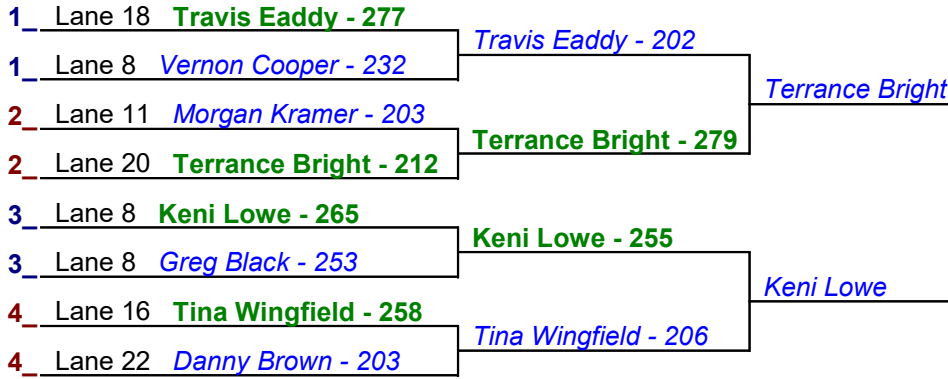 1_ Lane 18 Travis Eaddy - 277
Travis Eaddy - 202
1_ Lane 8 Vernon Cooper - 232
Terrance Bright
2_ Lane 11 Morgan Kramer - 203
Terrance Bright - 279
2_ Lane 20 Terrance Bright - 212
3_ Lane 8 Keni Lowe - 265
Keni Lowe - 255
3_ Lane 8 Greg Black - 253
Keni Lowe
4_ Lane 16 Tina Wingfield - 258
Tina Wingfield - 206
4_ Lane 22 Danny Brown - 203